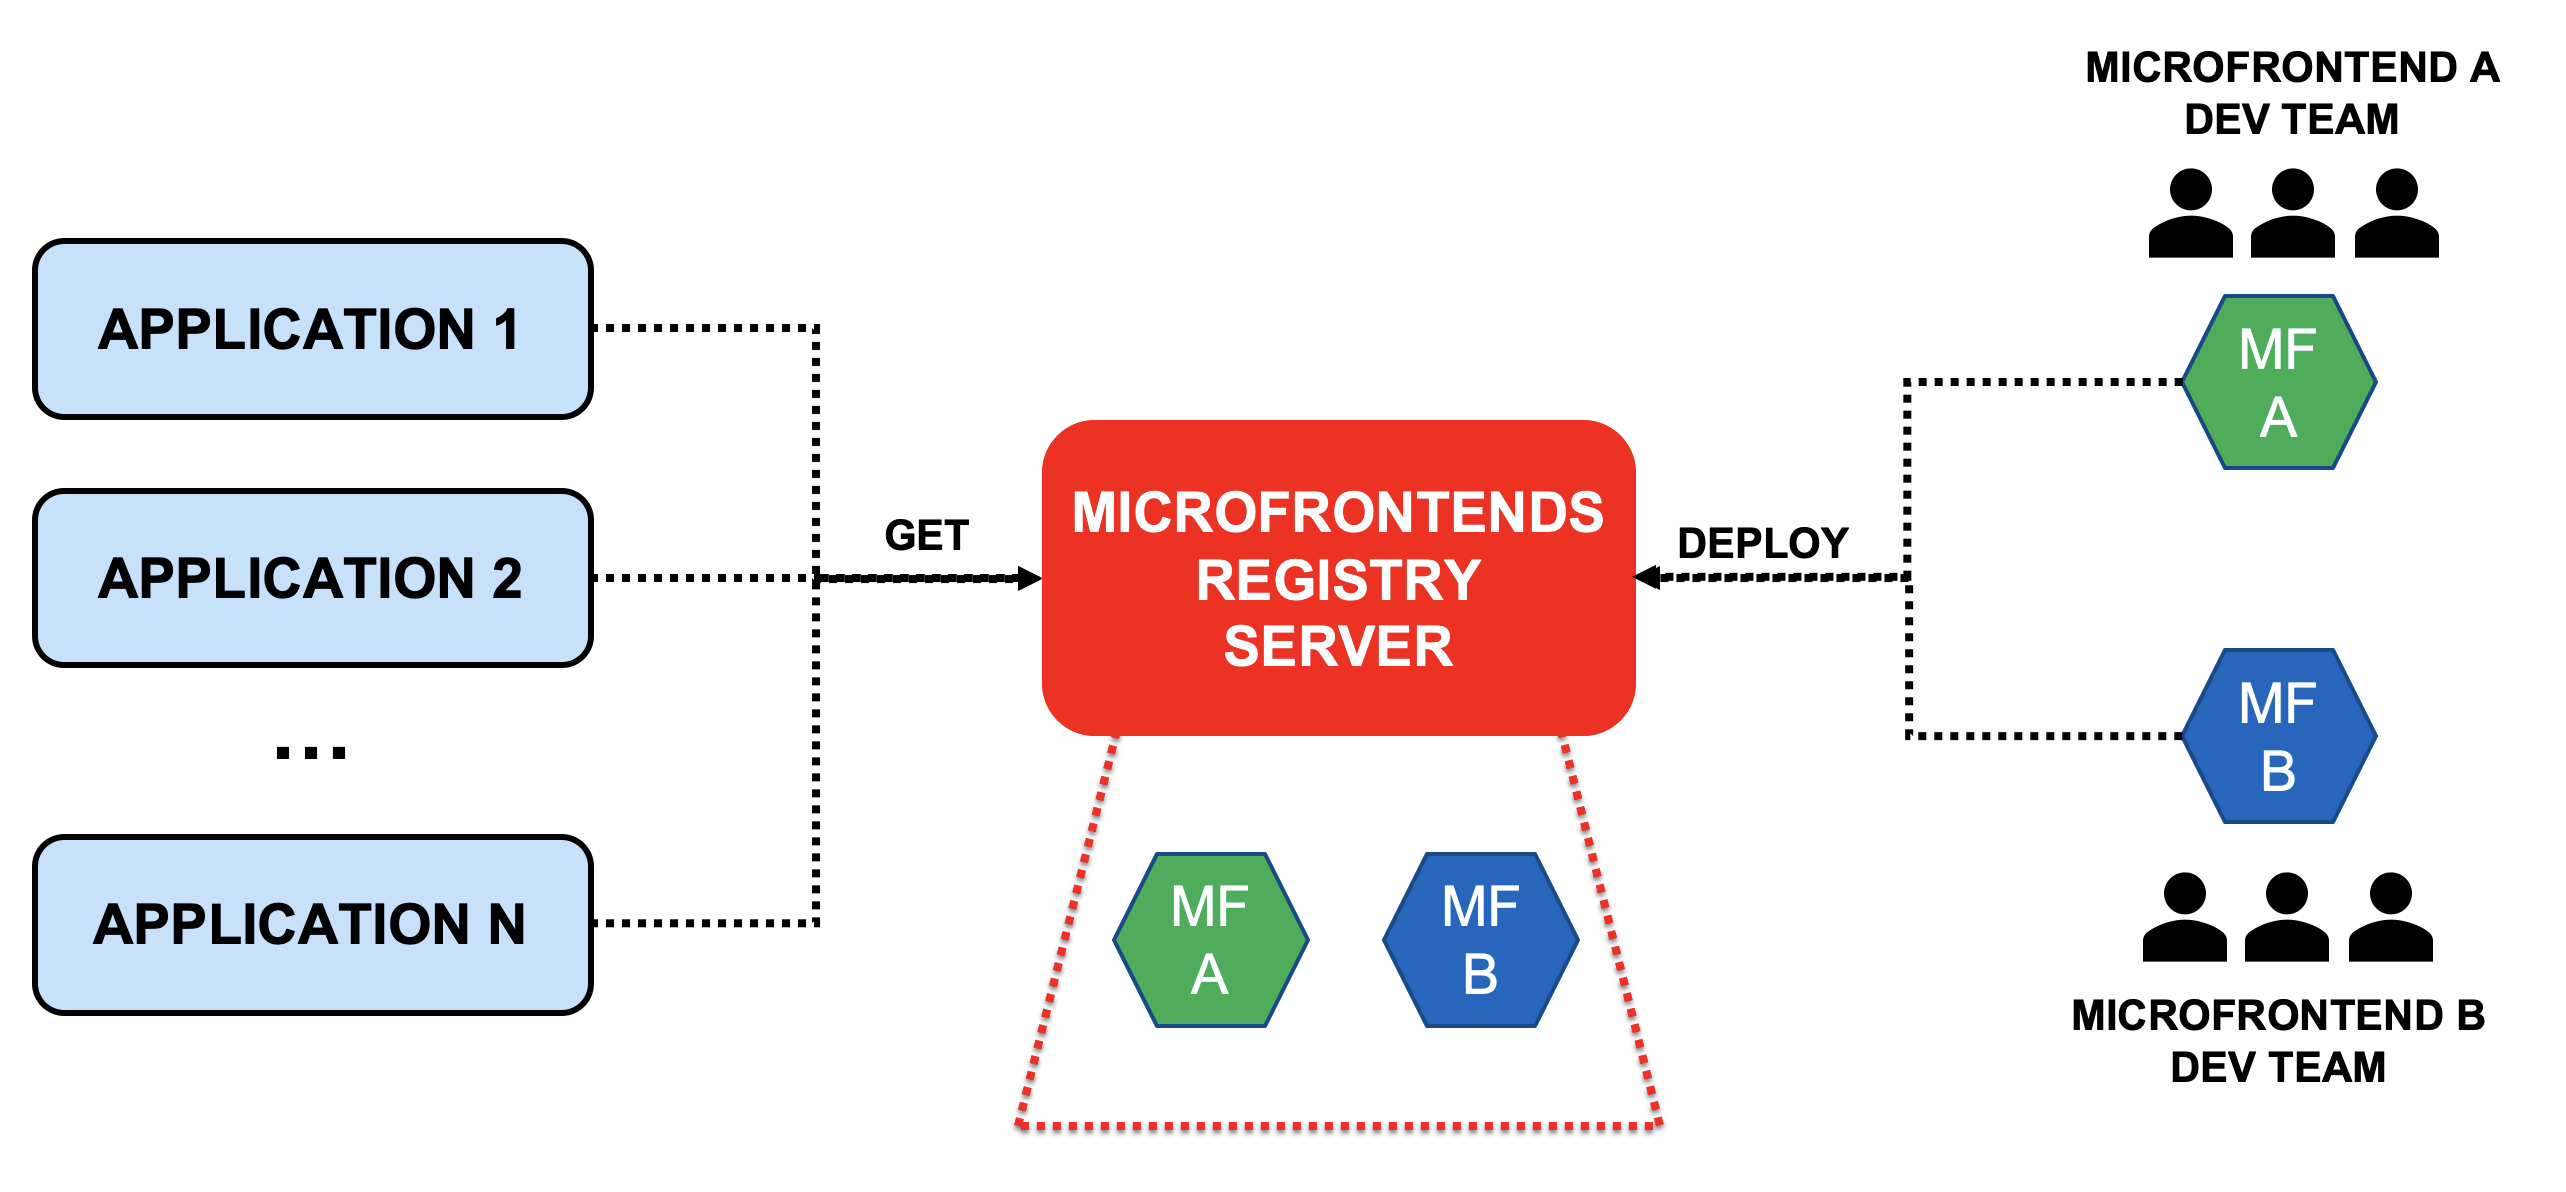 MICROFRONTEND A
DEV TEAM
MF
A
APPLICATION 1
APPLICATION 2
...
APPLICATION N
GET
MICROFRONTENDS
REGISTRY
SERVER
DEPLOY
MF
A
MF
B
MF
B
MICROFRONTEND B
DEV TEAM